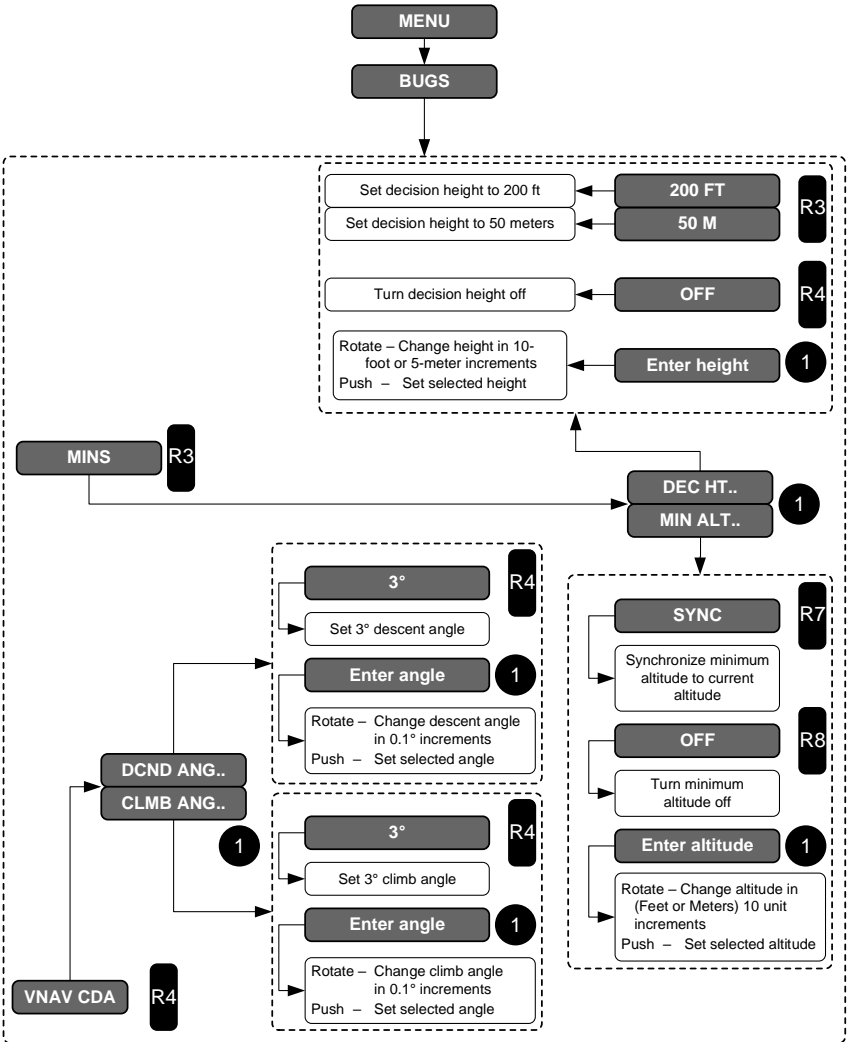 MENU
BUGS
Set decision height to 200 ft
200 FT
R3
Set decision height to 50 meters
50 M
Turn decision height off
OFF
R4
Rotate – Change height in 10-
foot or 5-meter increments
Push – Set selected height
Enter height
1
MINS
R3
DEC HT..
MIN ALT..
1
3°
R4
Set 3° descent angle
Enter angle
1
Rotate – Change descent angle
in 0.1° increments
Push – Set selected angle
SYNC
R7
Synchronize minimum
altitude to current
altitude
OFF
R8
Turn minimum
altitude off
Enter altitude
1
Rotate – Change altitude in
(Feet or Meters) 10 unit
increments
Push – Set selected altitude
DCND ANG..
CLMB ANG..
1
3°
R4
Set 3° climb angle
Enter angle
1
Rotate – Change climb angle
in 0.1° increments
Push – Set selected angle
VNAV CDA
R4